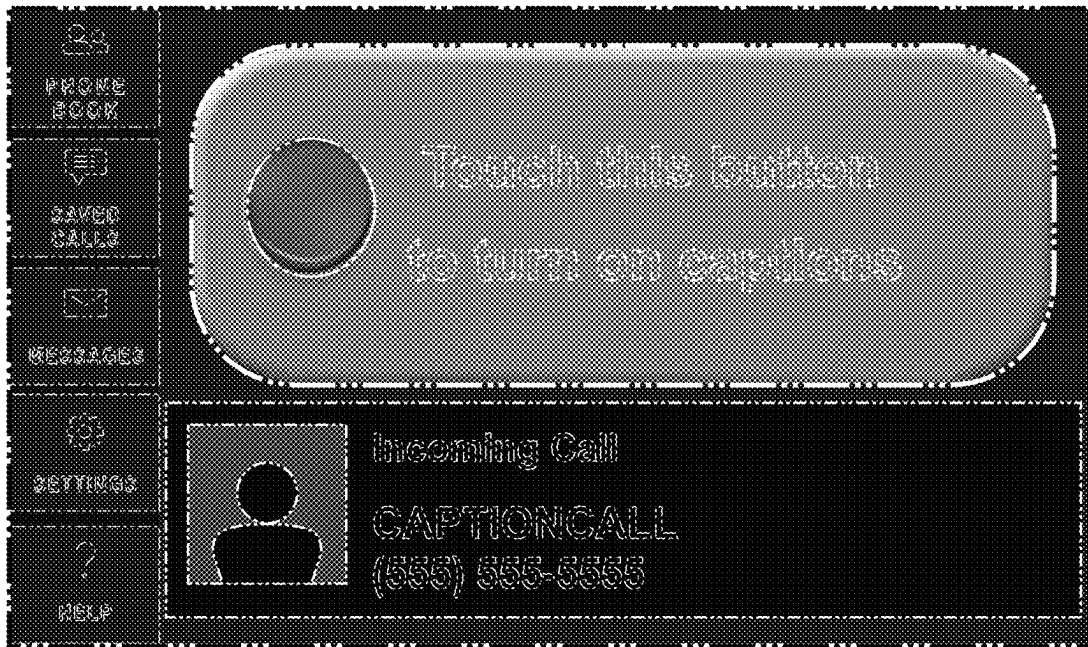 PHONE
BOOK
SAVED
CALLS
MESSAGES
SETTINGS
?
HELP
Touch this button
to turn on captions
Incoming Call
CAPTIONCALL
(555) 555-5555